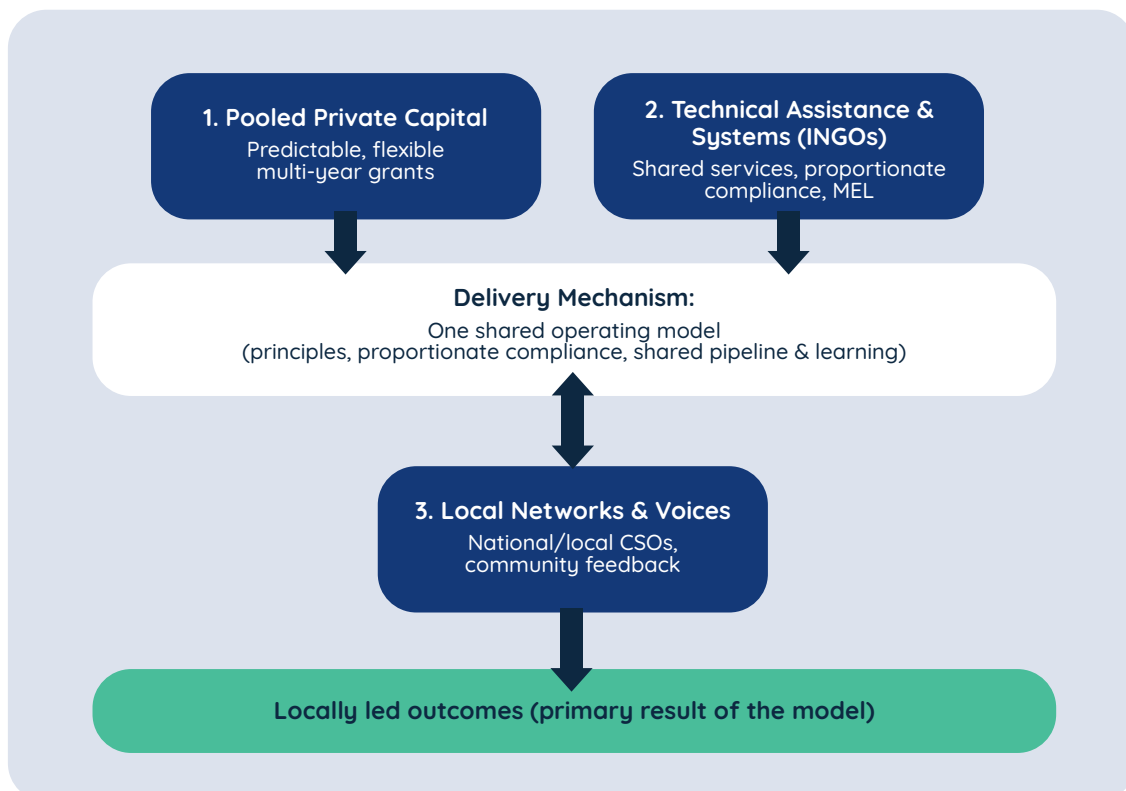 1. Pooled Private Capital
Predictable, flexible
multi-year grants
2. Technical Assistance &
Systems (INGOs)
Shared services, proportionate
compliance, MEL
Delivery Mechanism:
One shared operating model
(principles, proportionate compliance, shared pipeline & learning)
3. Local Networks & Voices
National/local CSOs,
community feedback
Locally led outcomes (primary result of the model)